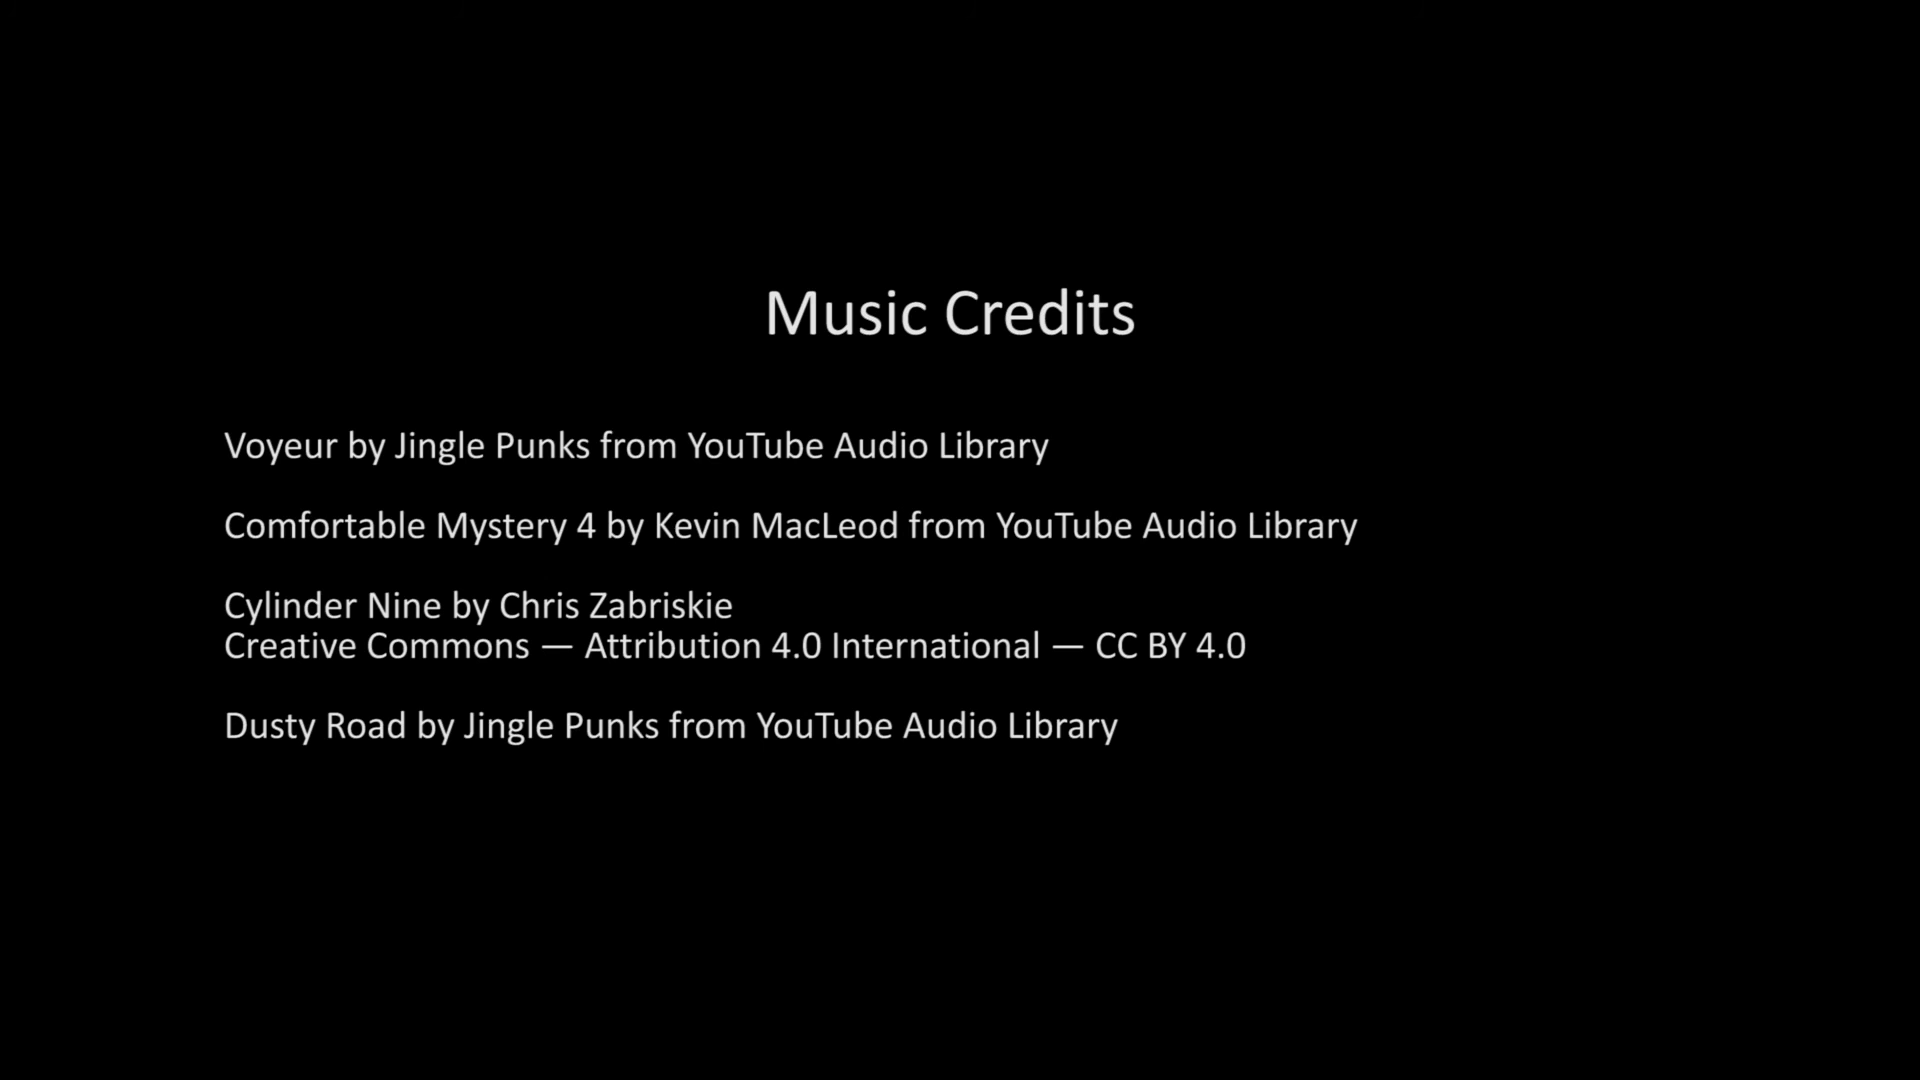 Music Credits
Voyeur by Jingle Punks from YouTube Audio Library
Comfortable Mystery 4 by Kevin MacLeod from YouTube Audio Library
Cylinder Nine by Chris Zabriskie
Creative Commons — Attribution 4.0 International — CC BY 4.0
Dusty Road by Jingle Punks from YouTube Audio Library